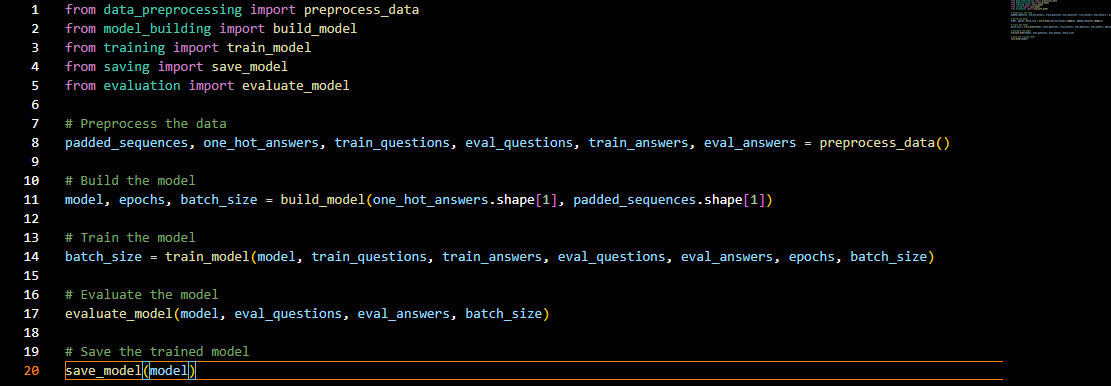 1 from data_preprocessing import preprocess_data
2 from model_building import build_model
3 from training import train_model
4 from saving import save_model
5 from evaluation import evaluate_model
6
7 # Preprocess the data
8 padded_sequences, one_hot_answers, train_questions, eval_questions, train_answers, eval_answers = preprocess_data()
9
10 # Build the model
11 model, epochs, batch_size = build_model(one_hot_answers.shape[1], padded_sequences.shape[1])
12
13 # Train the model
14 batch_size = train_model(model, train_questions, train_answers, eval_questions, eval_answers, epochs, batch_size)
15
16 # Evaluate the model
17 evaluate_model(model, eval_questions, eval_answers, batch_size)
18
19 # Save the trained model
20 save_model(model)